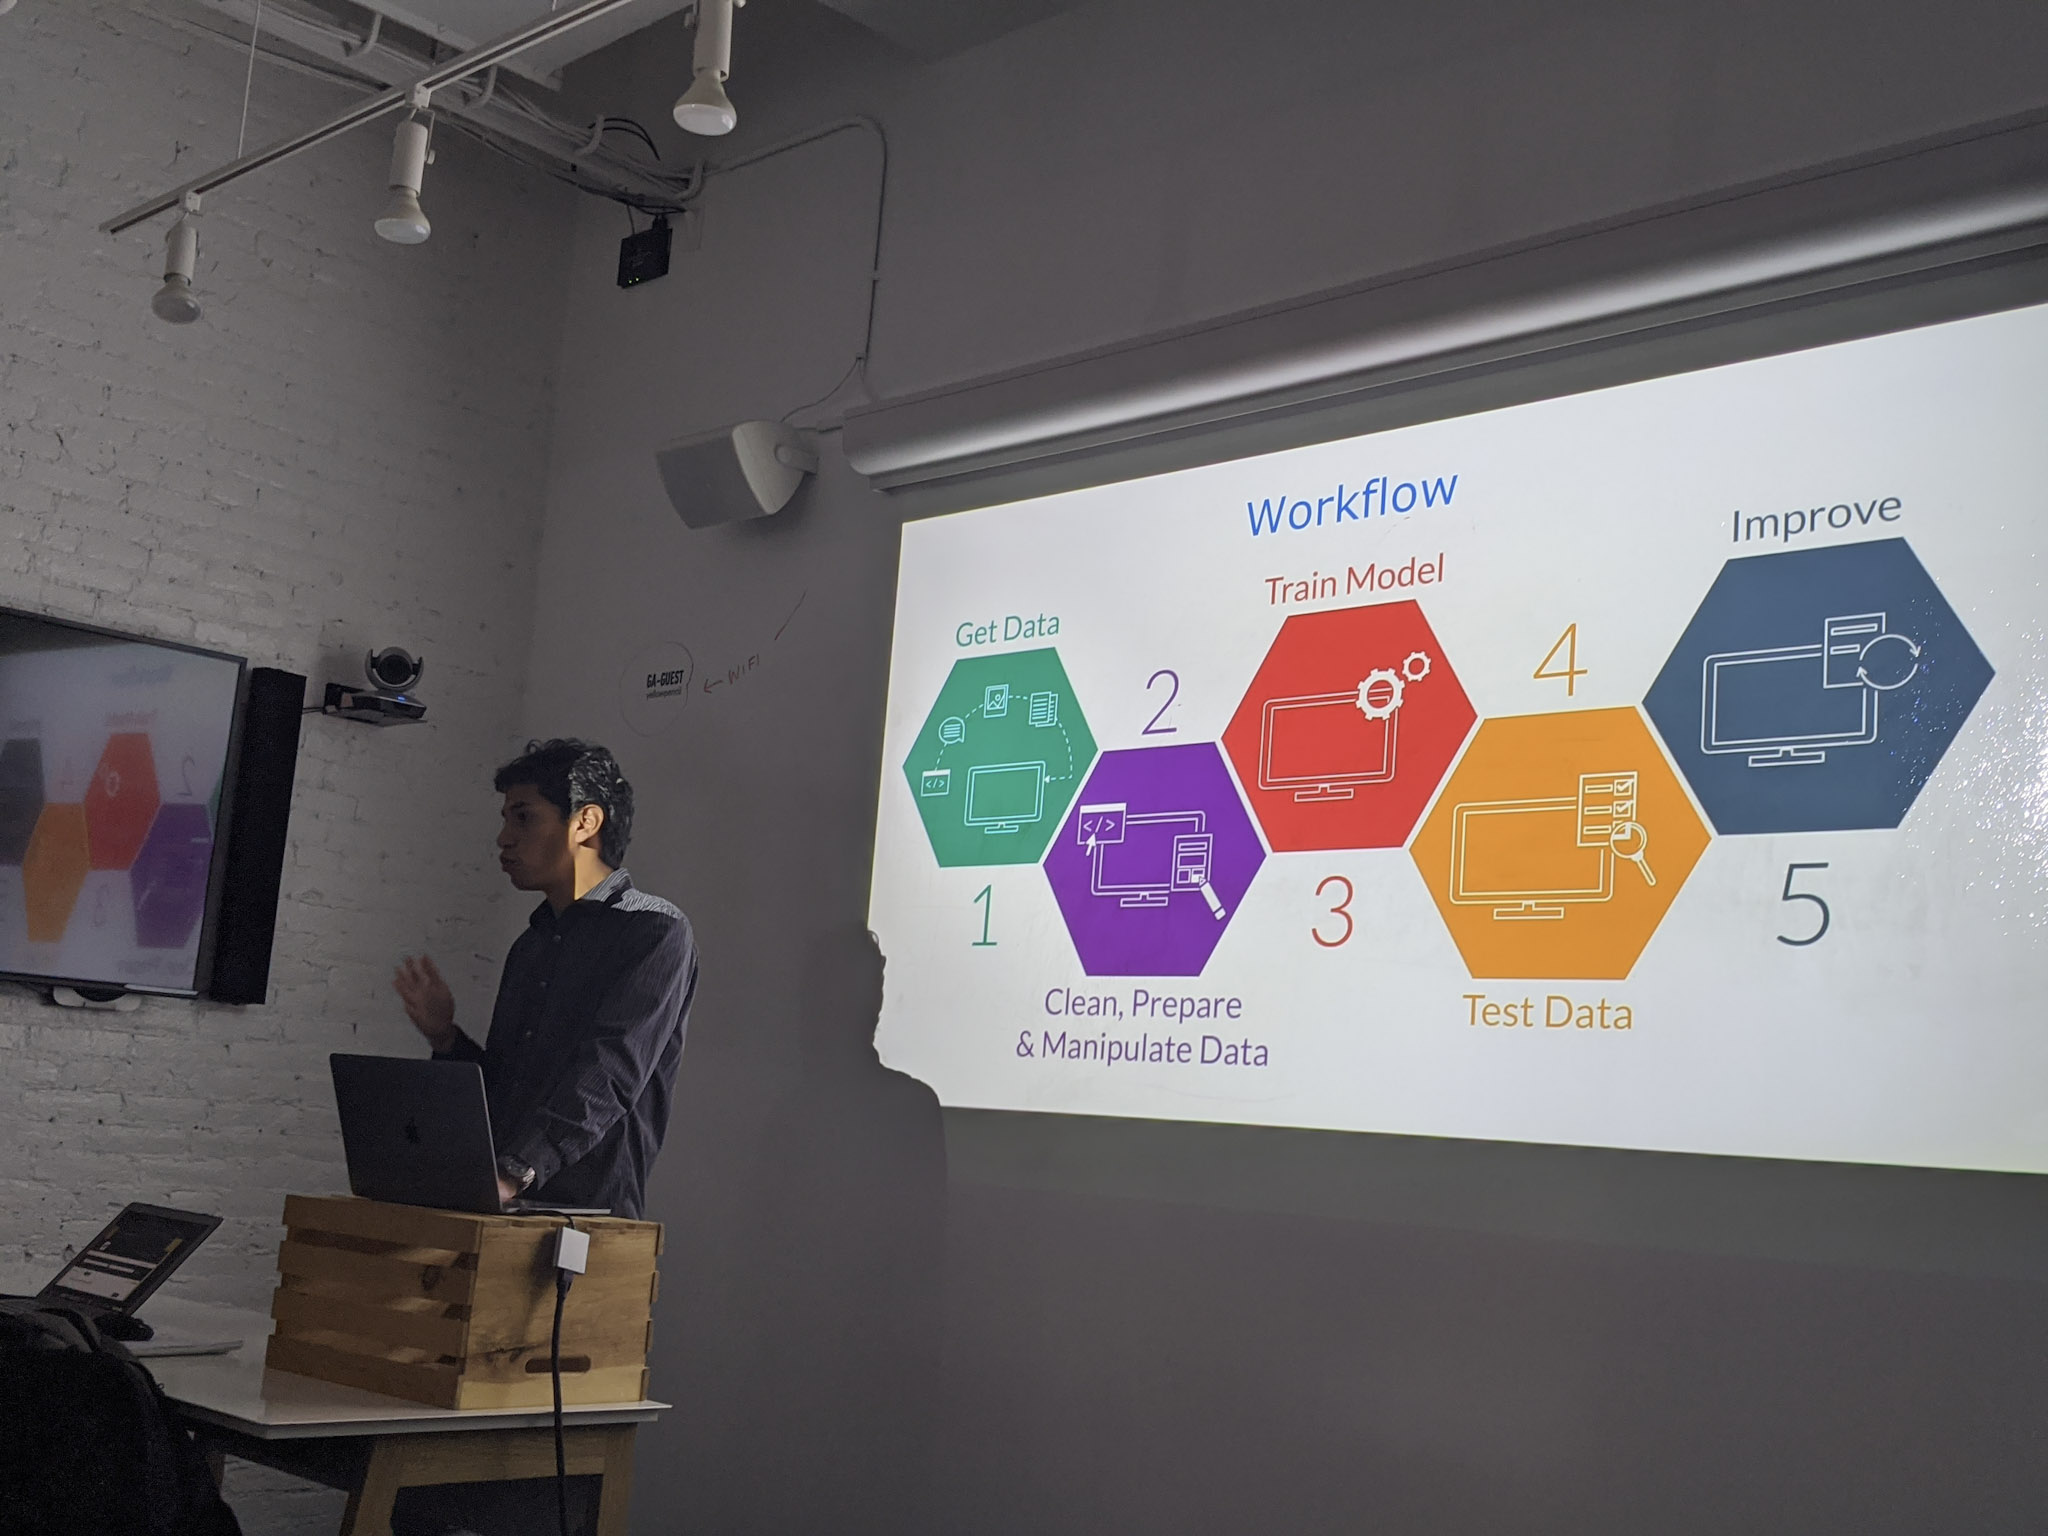 GA-GUEST
yellowpencil
← WIFI
Workflow
Get Data
1
2
Clean, Prepare
& Manipulate Data
Train Model
3
4
Test Data
Improve
5